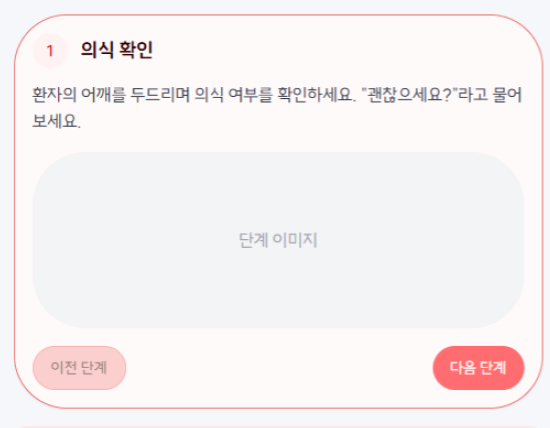 1 의식 확인
환자의 어깨를 두드리며 의식 여부를 확인하세요. "괜찮으세요?"라고 물어
보세요.
단계 이미지
이전 단계 다음 단계